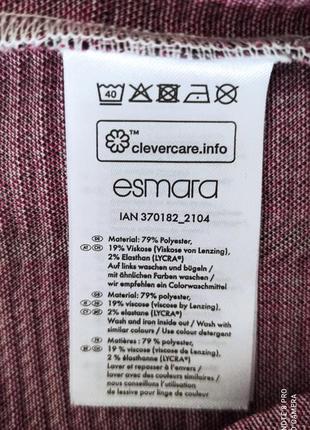 40
™
clevercare.info
esmara
IAN 370182_2104
Material: 79% Polyester,
19% Viskose (Viskose von Lenzing),
2% Elasthan (LYCRA®)
Auf links waschen und bügeln /
mit ähnlichen Farben waschen /
wir empfehlen ein Colorwaschmittel
Material: 79% polyester,
19% viscose (viscose by Lenzing),
2% elastane (LYCRA®)
Wash and iron inside out / Wash with
similar colours / Use colour detergent
Matières : 79 % polyester,
19 % viscose (viscose de Lenzing),
2 % élasthanne (LYCRA®)
Laver et repasser à l'envers /
laver avec des couleurs similaires /
nous conseillons l'utilisation
de lessive pour linge de couleur